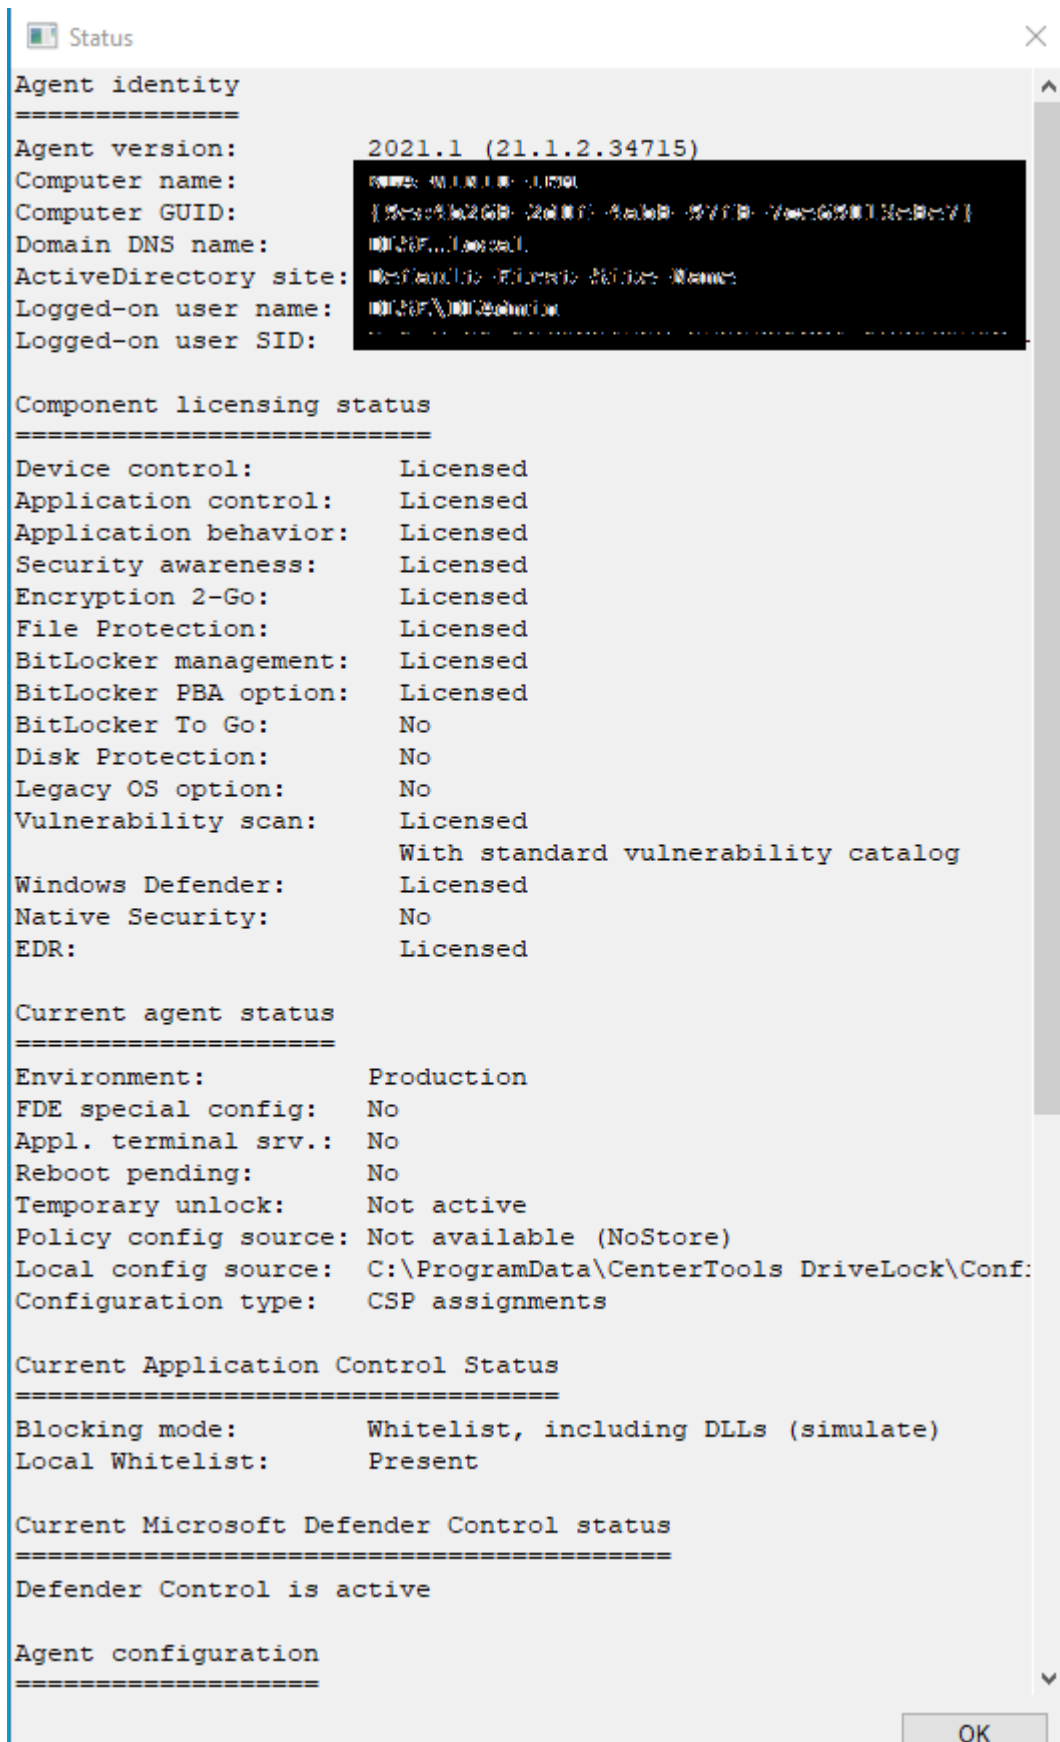 Status
Agent identity
==============
Agent version: 2021.1 (21.1.2.34715)
Computer name:
Computer GUID:
Domain DNS name:
ActiveDirectory site:
Logged-on user name:
Logged-on user SID:
Component licensing status
==========================
Device control: Licensed
Application control: Licensed
Application behavior: Licensed
Security awareness: Licensed
Encryption 2-Go: Licensed
File Protection: Licensed
BitLocker management: Licensed
BitLocker PBA option: Licensed
BitLocker To Go: No
Disk Protection: No
Legacy OS option: No
Vulnerability scan: Licensed
With standard vulnerability catalog
Windows Defender: Licensed
Native Security: No
EDR: Licensed
Current agent status
====================
Environment: Production
FDE special config: No
Appl. terminal srv.: No
Reboot pending: No
Temporary unlock: Not active
Policy config source: Not available (NoStore)
Local config source: C:\ProgramData\CenterTools DriveLock\Conf
Configuration type: CSP assignments
Current Application Control Status
==================================
Blocking mode: Whitelist, including DLLs (simulate)
Local Whitelist: Present
Current Microsoft Defender Control status
=========================================
Defender Control is active
Agent configuration
===================
OK